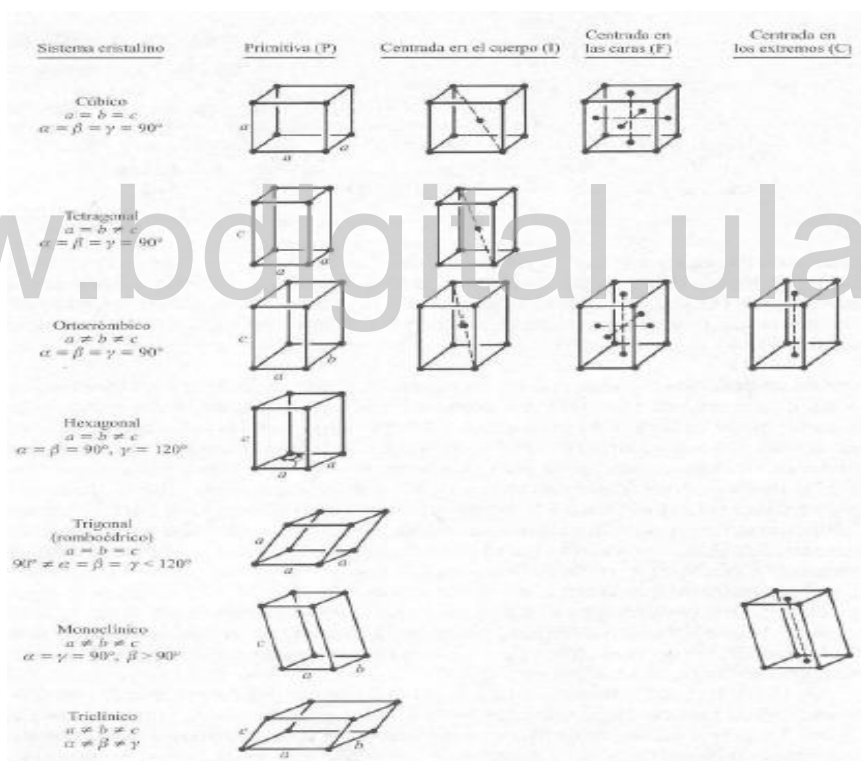 Sistema cristalino
Primitiva (P)
Centrada en el cuerpo (I)
Centrada en
las caras (F)
Centrada en
los extremos (C)
Cúbico
a = b = c
α = β = γ = 90°
a
a
a
Tetragonal
a = b ≠ c
α = β = γ = 90°
c
a
a
www.bdigital.ula
Ortorrómbico
a ≠ b ≠ c
α = β = γ = 90°
c
b
a
Hexagonal
a = b ≠ c
α = β = 90°, γ = 120°
c
a
a
Trigonal
(romboédrico)
a = b = c
90° ≠ α = β = γ < 120°
a
a
a
Monoclínico
a ≠ b ≠ c
α = γ = 90°, β > 90°
c
a
b
Triclínico
a ≠ b ≠ c
α ≠ β ≠ γ
c
a
b